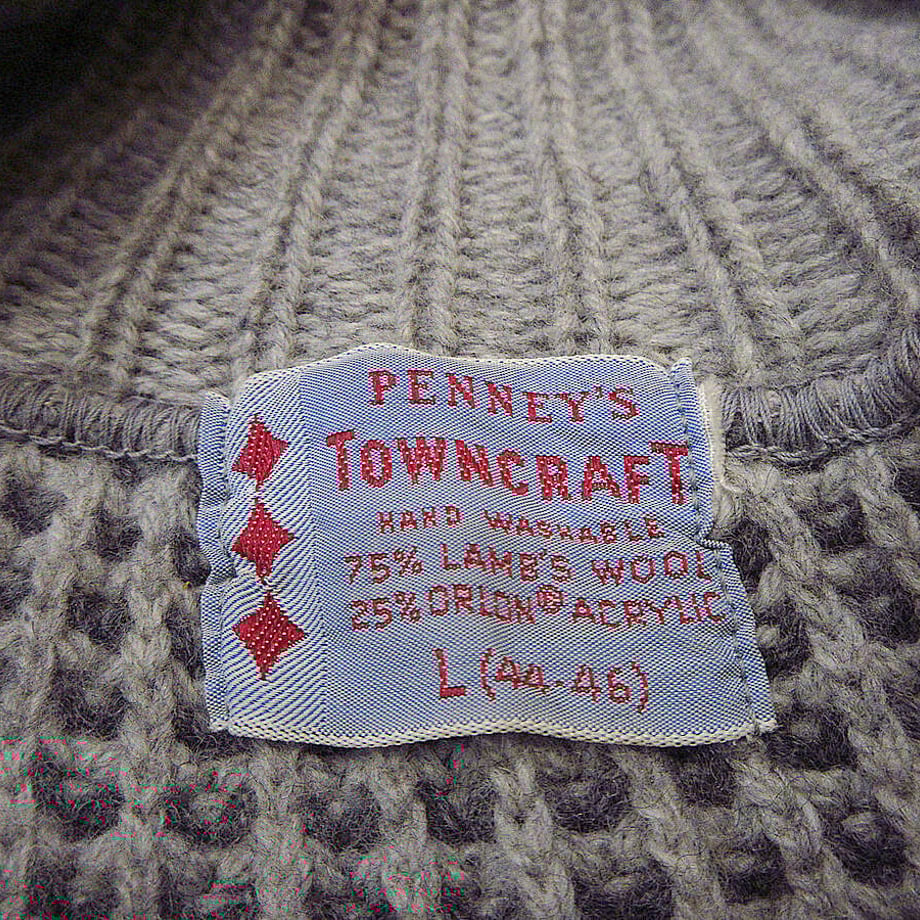 PENNEY'S
TOWNCRAFT
HAND WASHABLE
75% LAMB'S WOOL
25% ORLON® ACRYLIC
L (44-46)